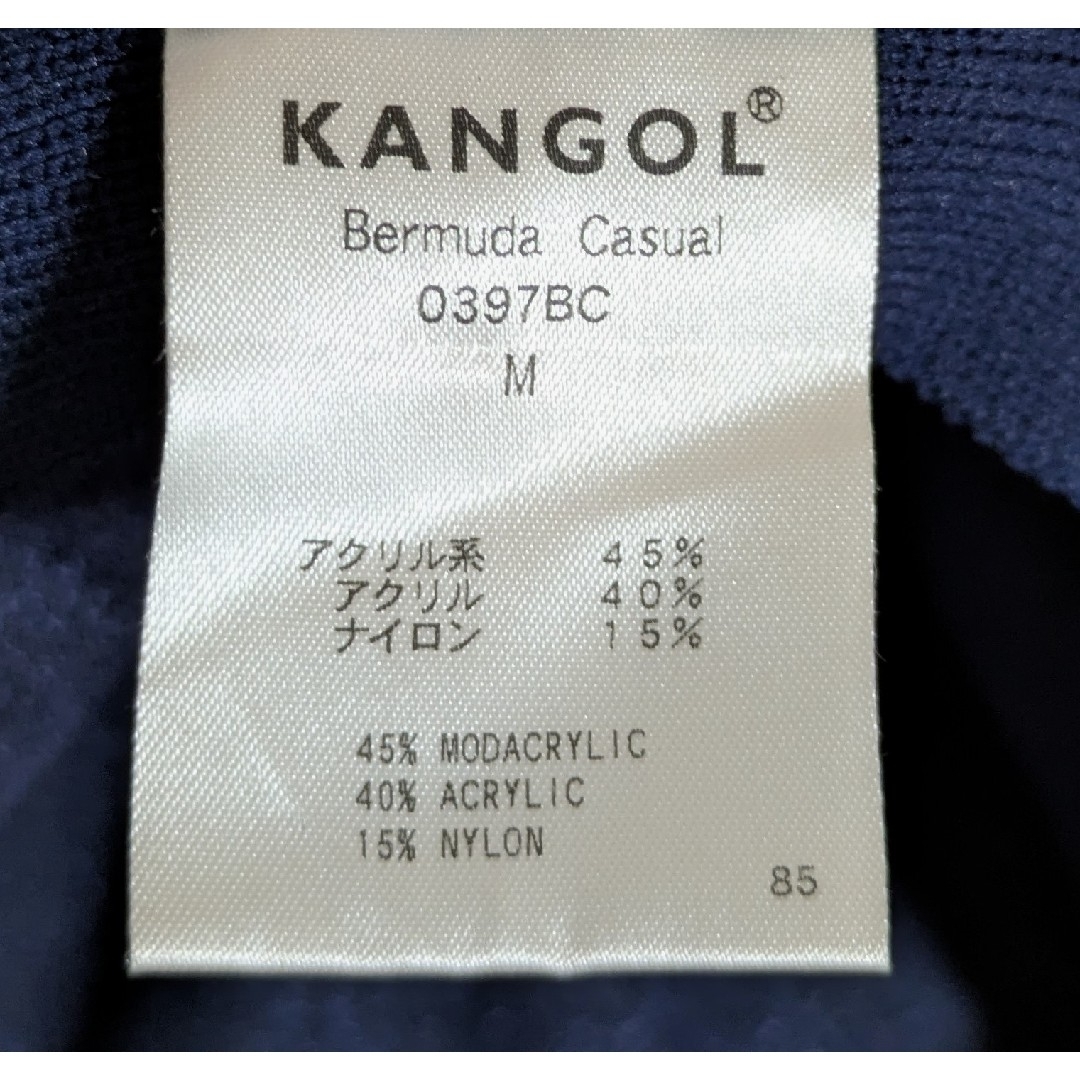 KANGOL®
Bermuda Casual
0397BC
M
アクリル系 45%
アクリル 40%
ナイロン 15%
45% MODACRYLIC
40% ACRYLIC
15% NYLON
85